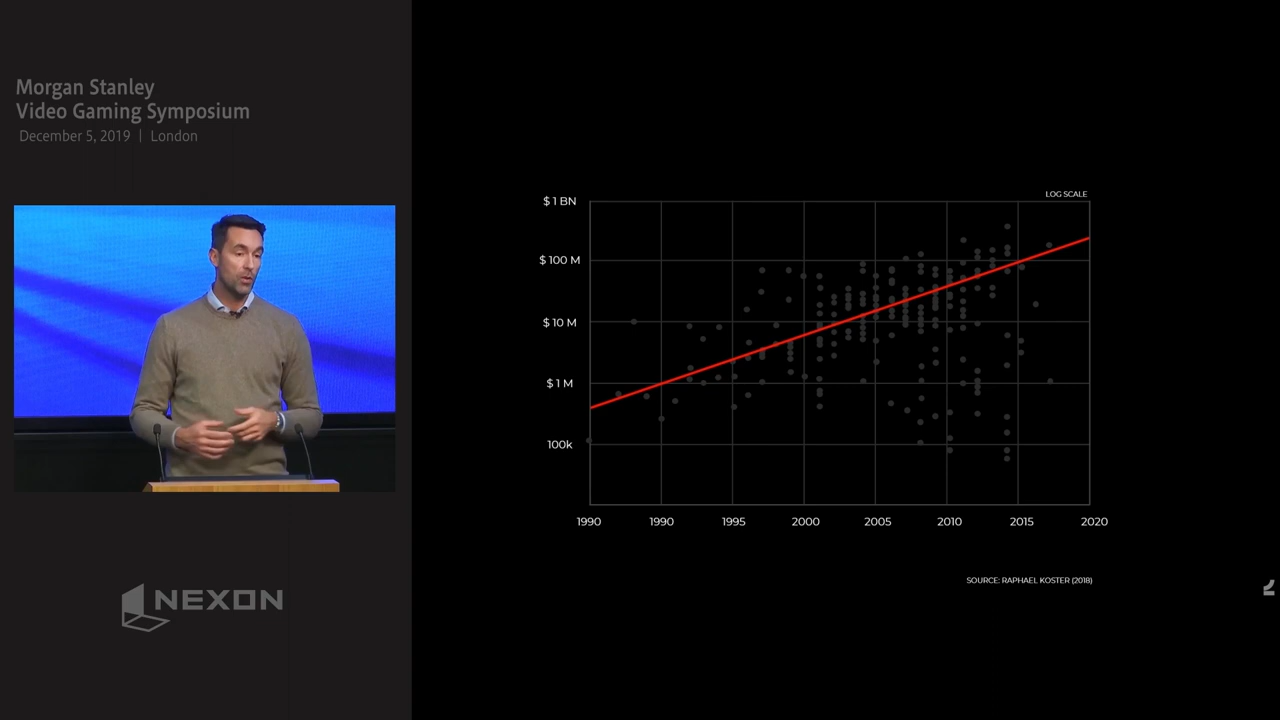 Morgan Stanley
Video Gaming Symposium
December 5, 2019 | London
NEXON
LOG SCALE
$ 1 BN
$ 100 M
$ 10 M
$ 1 M
100k
1990 1990 1995 2000 2005 2010 2015 2020
SOURCE: RAPHAEL KOSTER (2018)